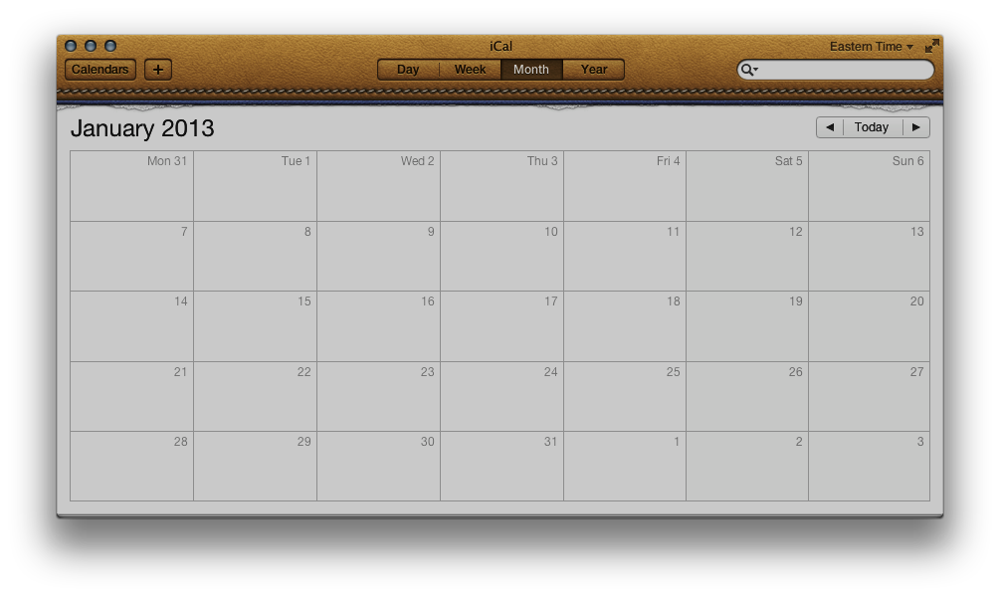 iCal
Eastern Time
Calendars + Day Week Month Year
January 2013
Today
Mon 31 Tue 1 Wed 2 Thu 3 Fri 4 Sat 5 Sun 6
7 8 9 10 11 12 13
14 15 16 17 18 19 20
21 22 23 24 25 26 27
28 29 30 31 1 2 3